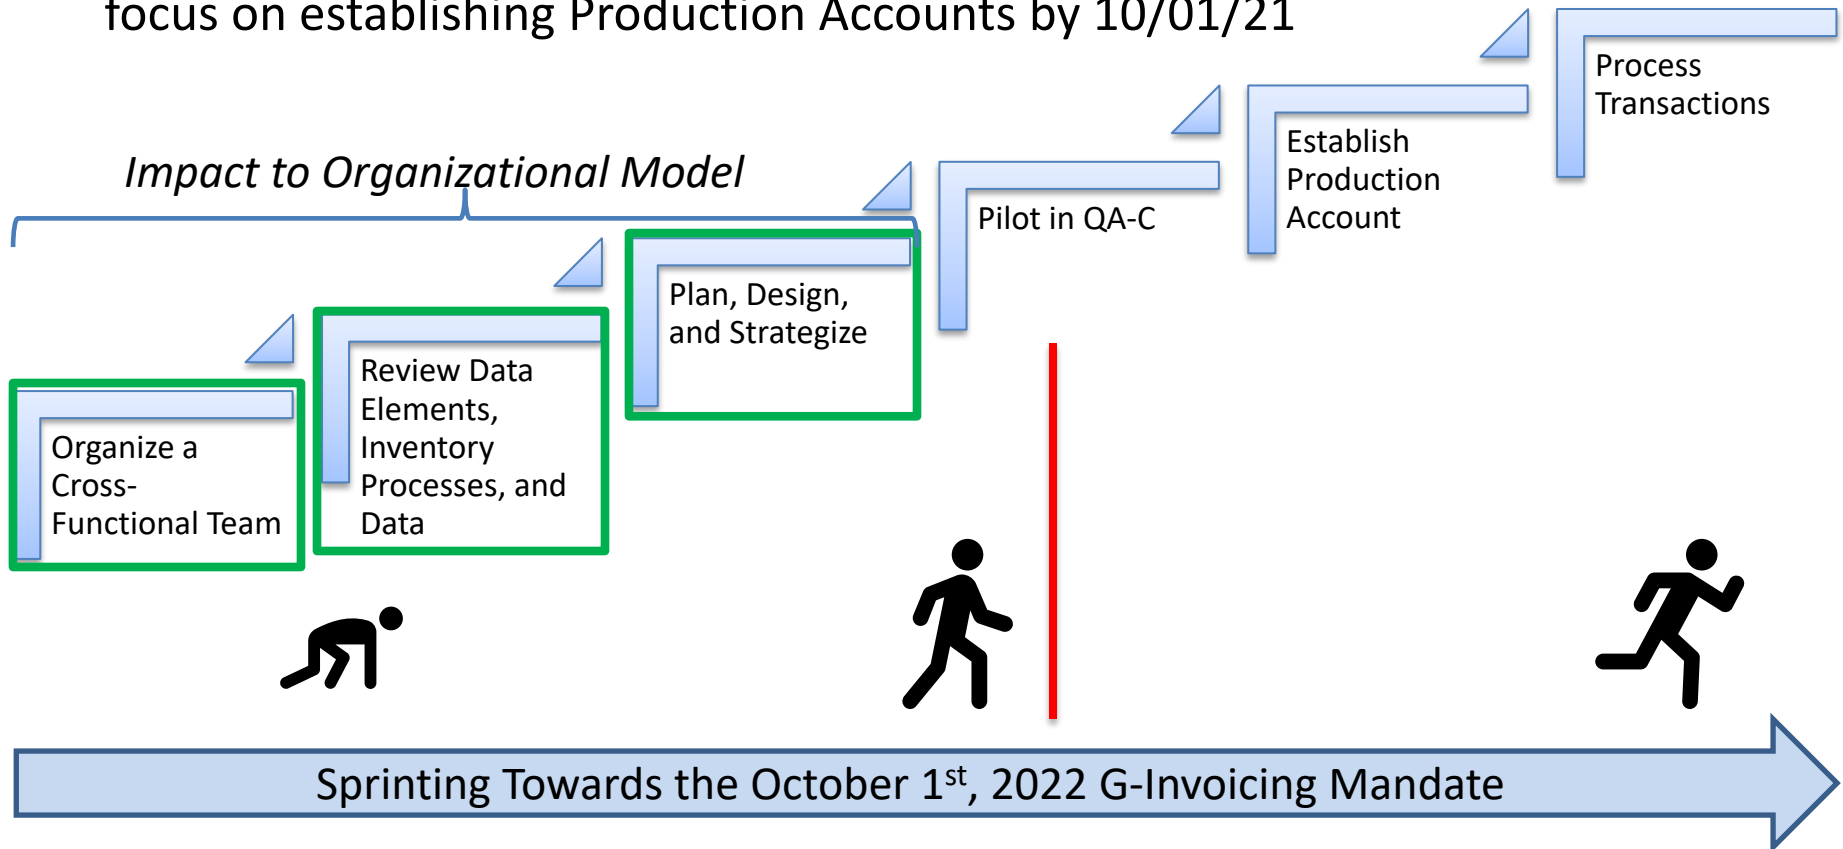 focus on establishing Production Accounts by 10/01/21
Process
Transactions
Establish
Production
Account
Impact to Organizational Model
Pilot in QA-C
Plan, Design,
and Strategize
Review Data
Elements,
Inventory
Processes, and
Data
Organize a
Cross-
Functional Team
Sprinting Towards the October 1st, 2022 G-Invoicing Mandate